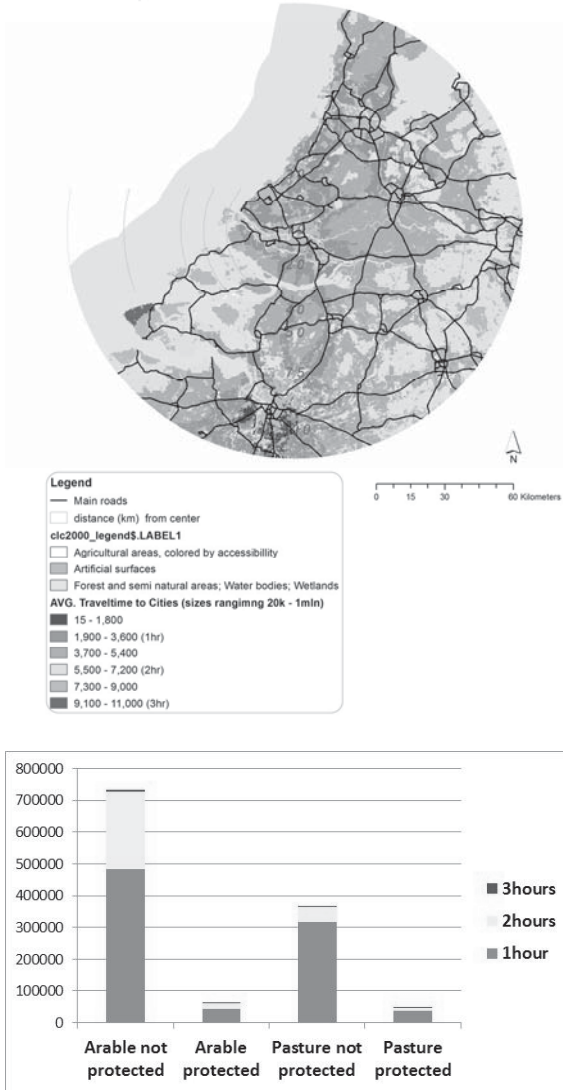 N
Legend
Main roads
distance (km) from center
clc2000_legend$.LABEL1
Agricultural areas, colored by accessibillity
Artificial surfaces
Forest and semi natural areas; Water bodies; Wetlands
AVG. Traveltime to Cities (sizes rangimng 20k - 1mln)
15 - 1,800
1,900 - 3,600 (1hr)
3,700 - 5,400
5,500 - 7,200 (2hr)
7,300 - 9,000
9,100 - 11,000 (3hr)
0 15 30 60 Kilometers
800000
700000
600000
500000
400000
300000
200000
100000
0
Arable not protected
Arable protected
Pasture not protected
Pasture protected
3hours
2hours
1hour